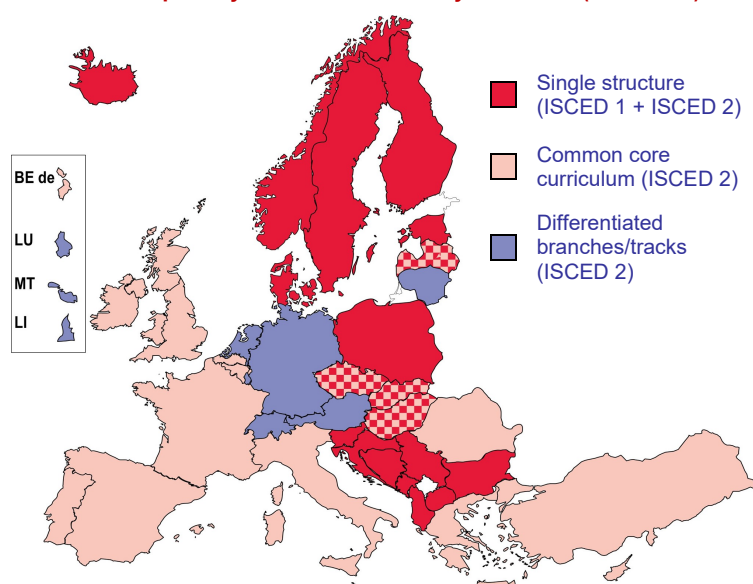 Single structure
(ISCED 1 + ISCED 2)
Common core
curriculum (ISCED 2)
Differentiated
branches/tracks
(ISCED 2)
BE de
LU
MT
LI